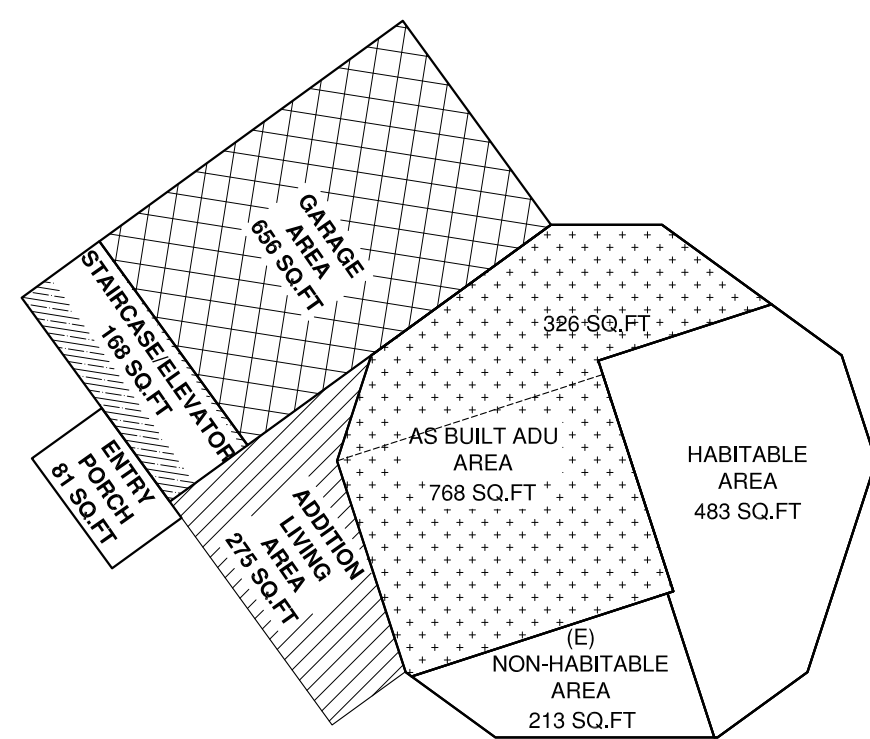 GARAGE
AREA
656 SQ.FT
STAIRCASE/ELEVATOR
168 SQ.FT
ENTRY
PORCH
81 SQ.FT
ADDITION
LIVING
AREA
275 SQ.FT
326 SQ.FT
AS BUILT ADU
AREA
768 SQ.FT
HABITABLE
AREA
483 SQ.FT
(E)
NON-HABITABLE
AREA
213 SQ.FT